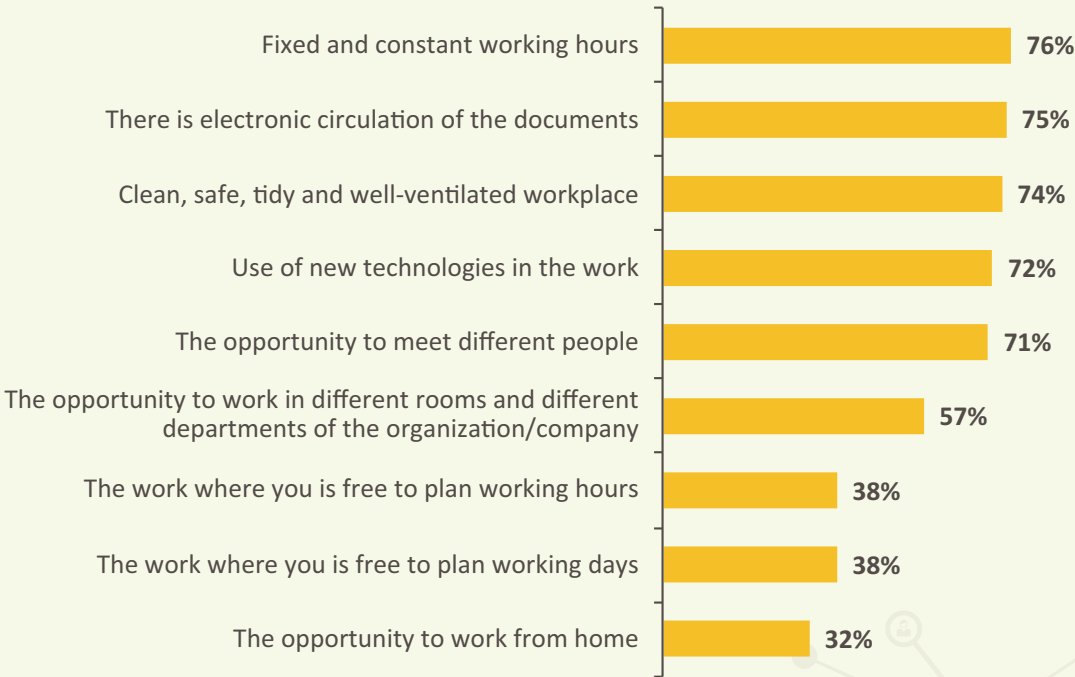 Fixed and constant working hours
76%
There is electronic circulation of the documents
75%
Clean, safe, tidy and well-ventilated workplace
74%
Use of new technologies in the work
72%
The opportunity to meet different people
71%
The opportunity to work in different rooms and different
departments of the organization/company
57%
The work where you is free to plan working hours
38%
The work where you is free to plan working days
38%
The opportunity to work from home
32%